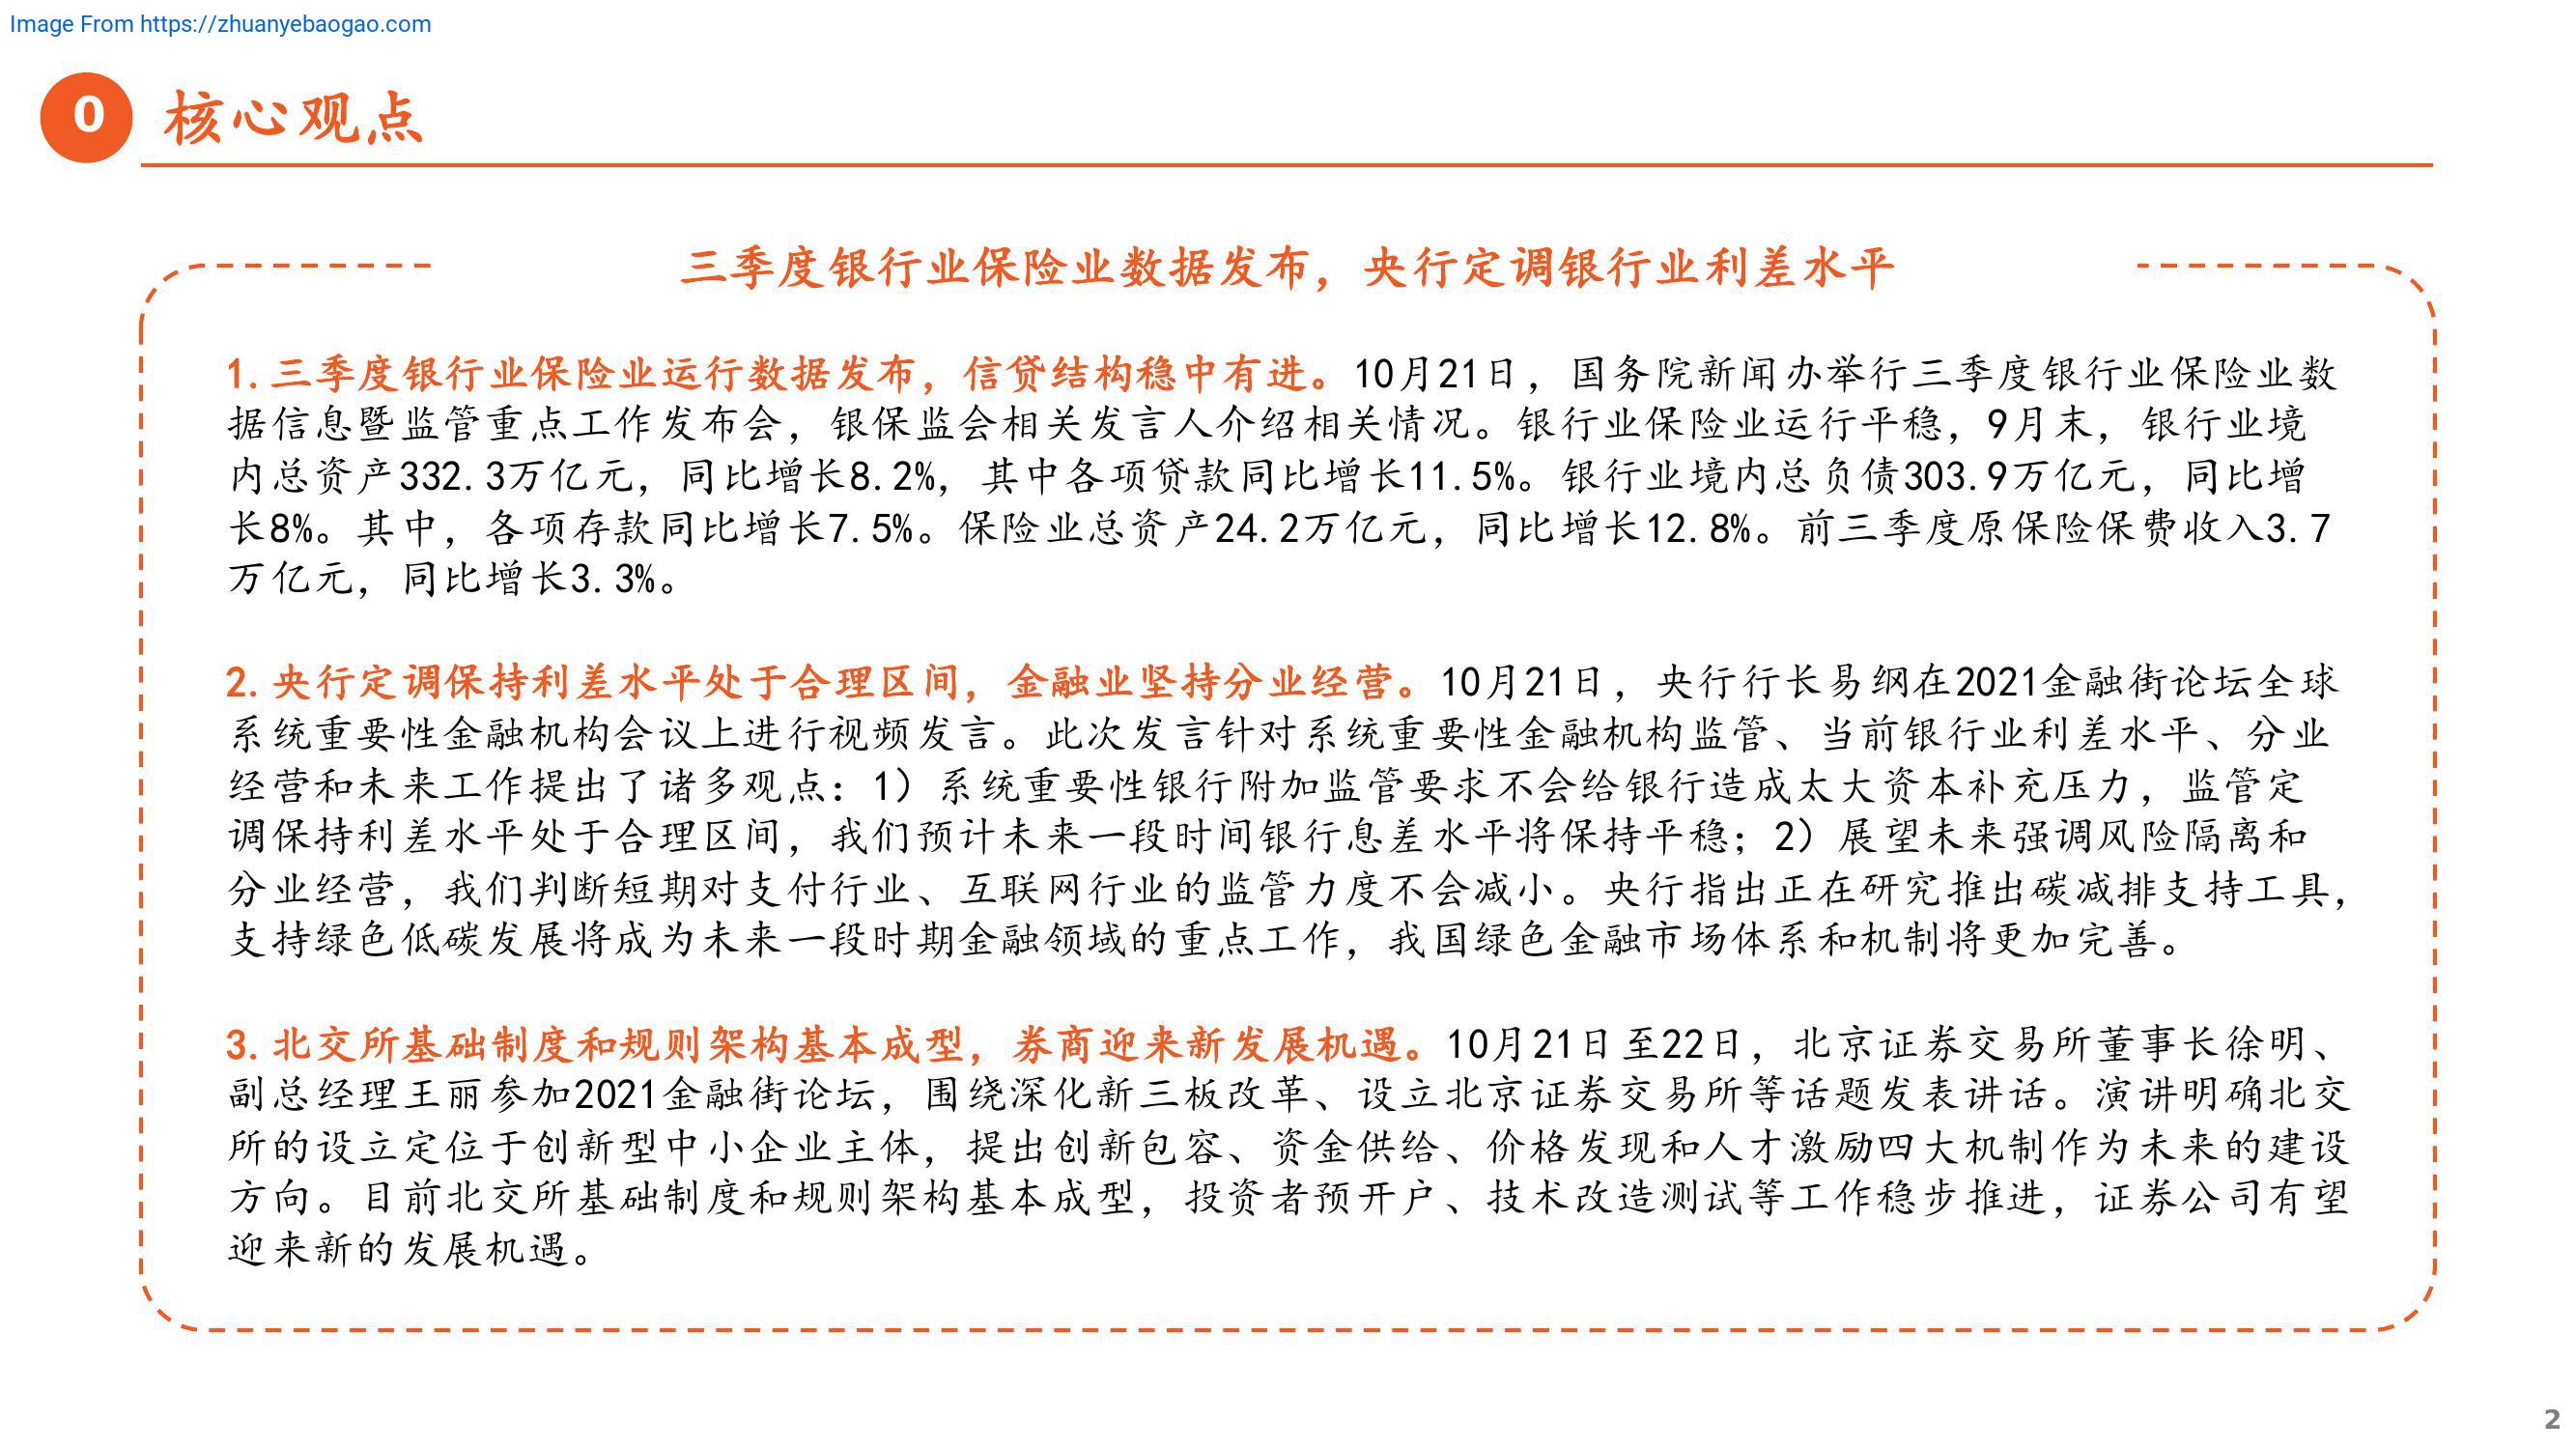 Image From https://zhuanyebaogao.com
0 核心观点
三季度银行业保险业数据发布，央行定调银行业利差水平
1.三季度银行业保险业运行数据发布，信贷结构稳中有进。10月21日，国务院新闻办举行三季度银行业保险业数
据信息暨监管重点工作发布会，银保监会相关发言人介绍相关情况。银行业保险业运行平稳，9月末，银行业境
内总资产332.3万亿元，同比增长8.2%，其中各项贷款同比增长11.5%。银行业境内总负债303.9万亿元，同比增
长8%。其中，各项存款同比增长7.5%。保险业总资产24.2万亿元，同比增长12.8%。前三季度原保险保费收入3.7
万亿元，同比增长3.3%。
2.央行定调保持利差水平处于合理区间，金融业坚持分业经营。10月21日，央行行长易纲在2021金融街论坛全球
系统重要性金融机构会议上进行视频发言。此次发言针对系统重要性金融机构监管、当前银行业利差水平、分业
经营和未来工作提出了诸多观点：1）系统重要性银行附加监管要求不会给银行造成太大资本补充压力，监管定
调保持利差水平处于合理区间，我们预计未来一段时间银行息差水平将保持平稳；2）展望未来强调风险隔离和
分业经营，我们判断短期对支付行业、互联网行业的监管力度不会减小。央行指出正在研究推出碳减排支持工具，
支持绿色低碳发展将成为未来一段时期金融领域的重点工作，我国绿色金融市场体系和机制将更加完善。
3.北交所基础制度和规则架构基本成型，券商迎来新发展机遇。10月21日至22日，北京证券交易所董事长徐明、
副总经理王丽参加2021金融街论坛，围绕深化新三板改革、设立北京证券交易所等话题发表讲话。演讲明确北交
所的设立定位于创新型中小企业主体，提出创新包容、资金供给、价格发现和人才激励四大机制作为未来的建设
方向。目前北交所基础制度和规则架构基本成型，投资者预开户、技术改造测试等工作稳步推进，证券公司有望
迎来新的发展机遇。
2